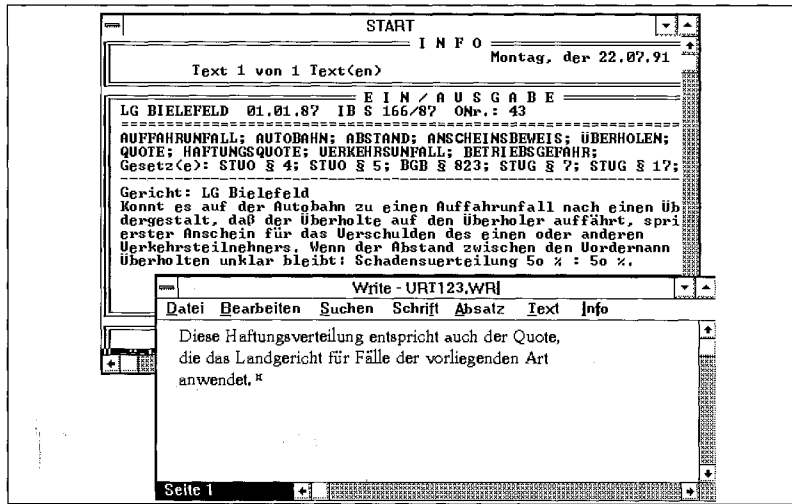 START
I N F O
Montag, der 22.07.91
Text 1 von 1 Text(en)
E I N / A U S G A B E
LG BIELEFELD 01.01.87 IB S 166/87 ONr.: 43
AUFFAHRUNFALL; AUTOBAHN; ABSTAND; ANSCHEINSBEWEIS; ÜBERHOLEN;
QUOTE; HAFTUNGSQUOTE; VERKEHRSUNFALL; BETRIEBSGEFAHR;
Gesetz(e): STVO § 4; STVO § 5; BGB § 823; STVG § 7; STVG § 17;
Gericht: LG Bielefeld
Konnt es auf der Autobahn zu einen Auffahrunfall nach einen Üb
dergestalt, daß der Überholte auf den Überholer auffährt, spri
erster Anschein für das Verschulden des einen oder anderen
Verkehrsteilnehners. Wenn der Abstand zwischen den Vordernann
Überholten unklar bleibt: Schadensverteilung 5o % : 5o %.
Write - URT123.WRI
Datei Bearbeiten Suchen Schrift Absatz Text Info
Diese Haftungsverteilung entspricht auch der Quote,
die das Landgericht für Fälle der vorliegenden Art
anwendet.¤
Seite 1